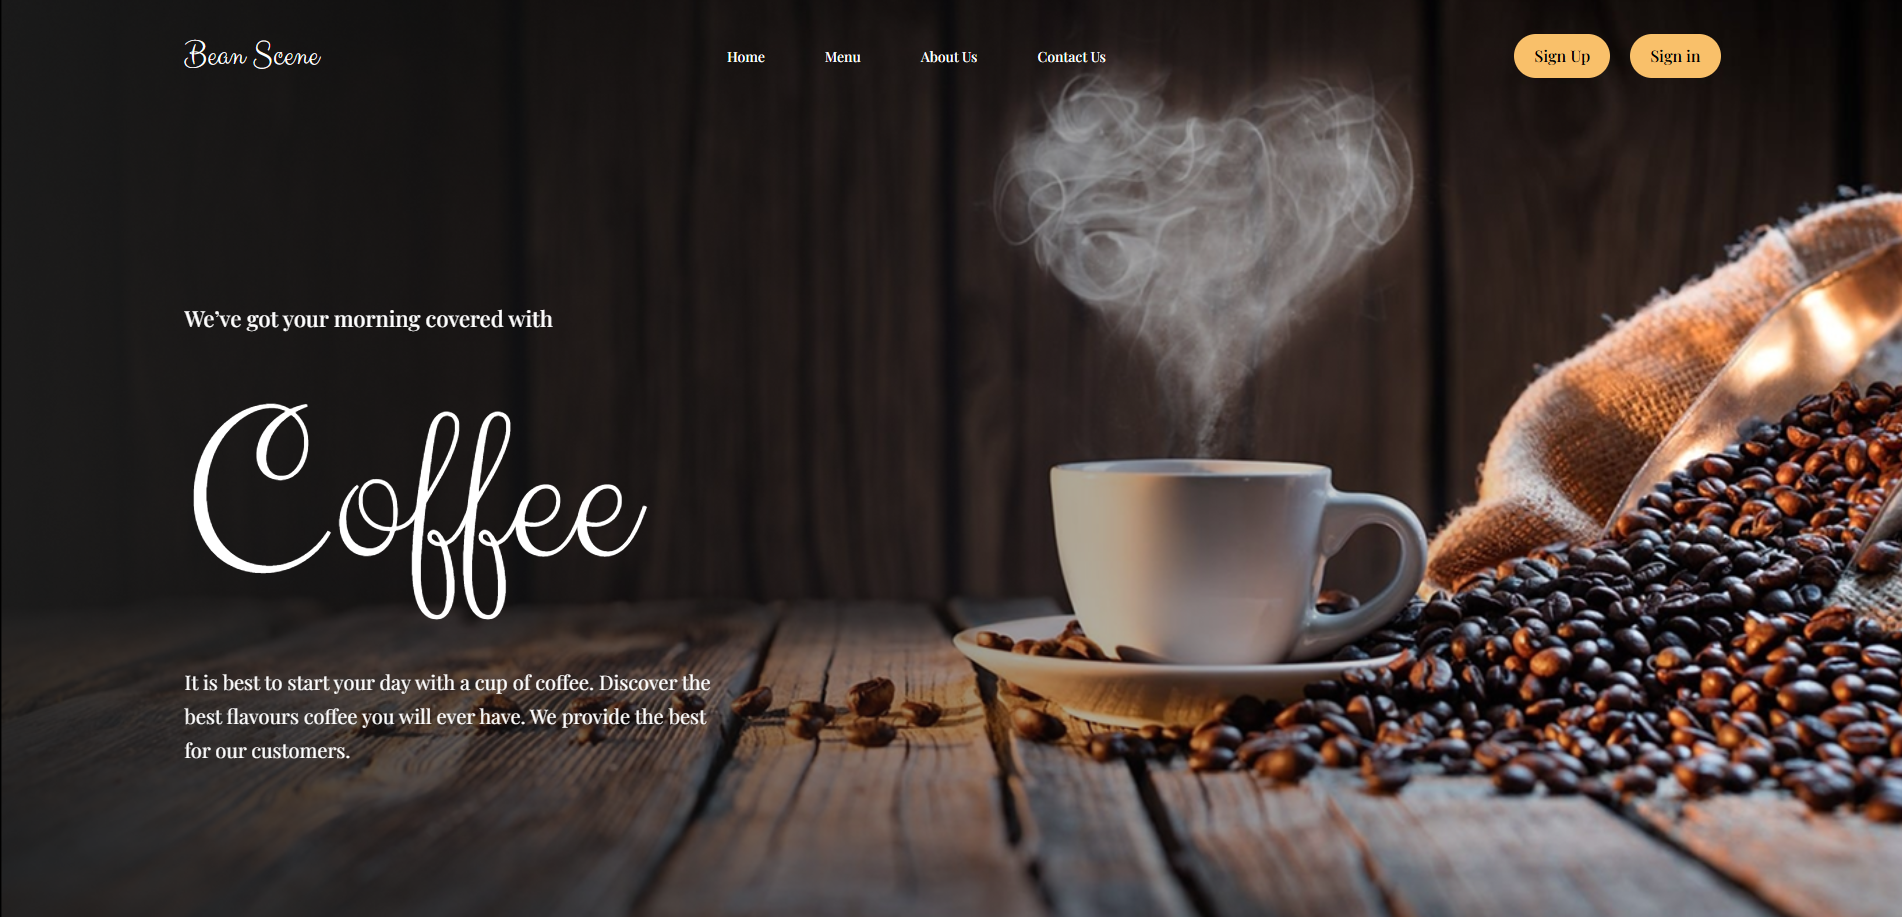 Bean Scene
Home
Menu
About Us
Contact Us
Sign Up
Sign in
We’ve got your morning covered with
Coffee
It is best to start your day with a cup of coffee. Discover the
best flavours coffee you will ever have. We provide the best
for our customers.